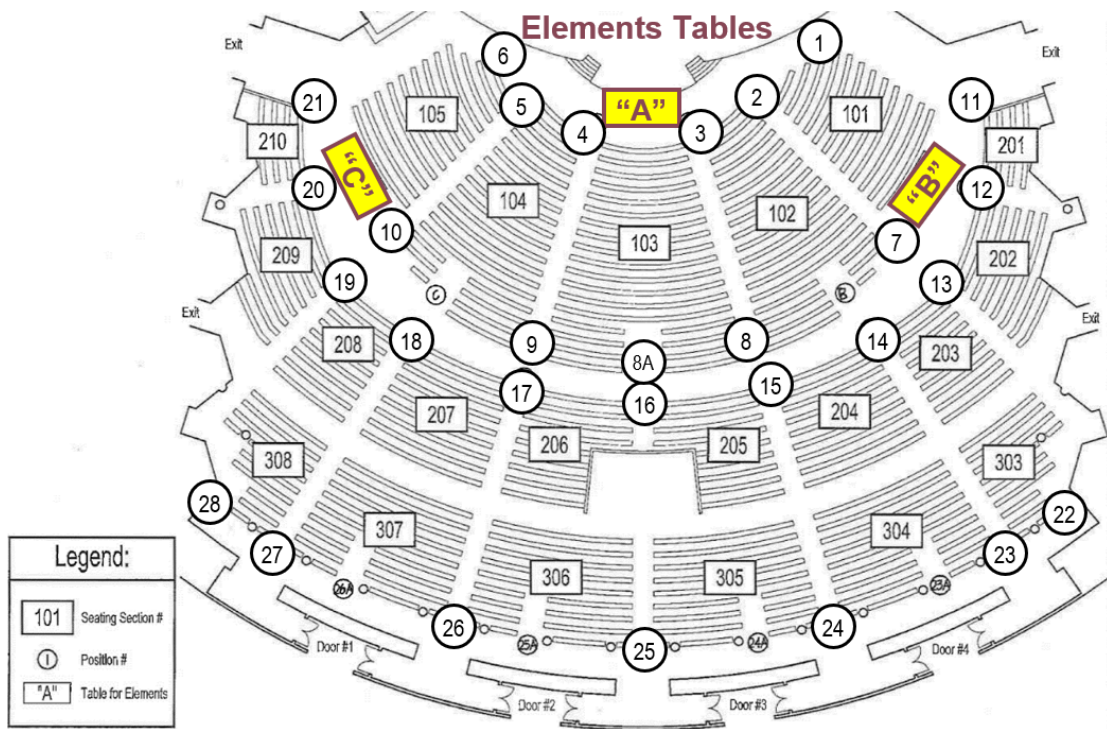 Elements Tables
6
1
Exit
Exit
5
"A"
2
21
105
101
11
4
3
210
201
"C"
"B"
20
12
104
102
10
103
7
209
202
19
13
C
B
Exit
Exit
208
18
9
8A
8
14
203
17
16
15
207
204
206
205
308
303
28
22
307
304
27
23
306
305
26A
23A
26
24
25A
25
24A
Door #1
Door #4
Door #2
Door #3
Legend:
101 Seating Section #
1 Position #
"A" Table for Elements